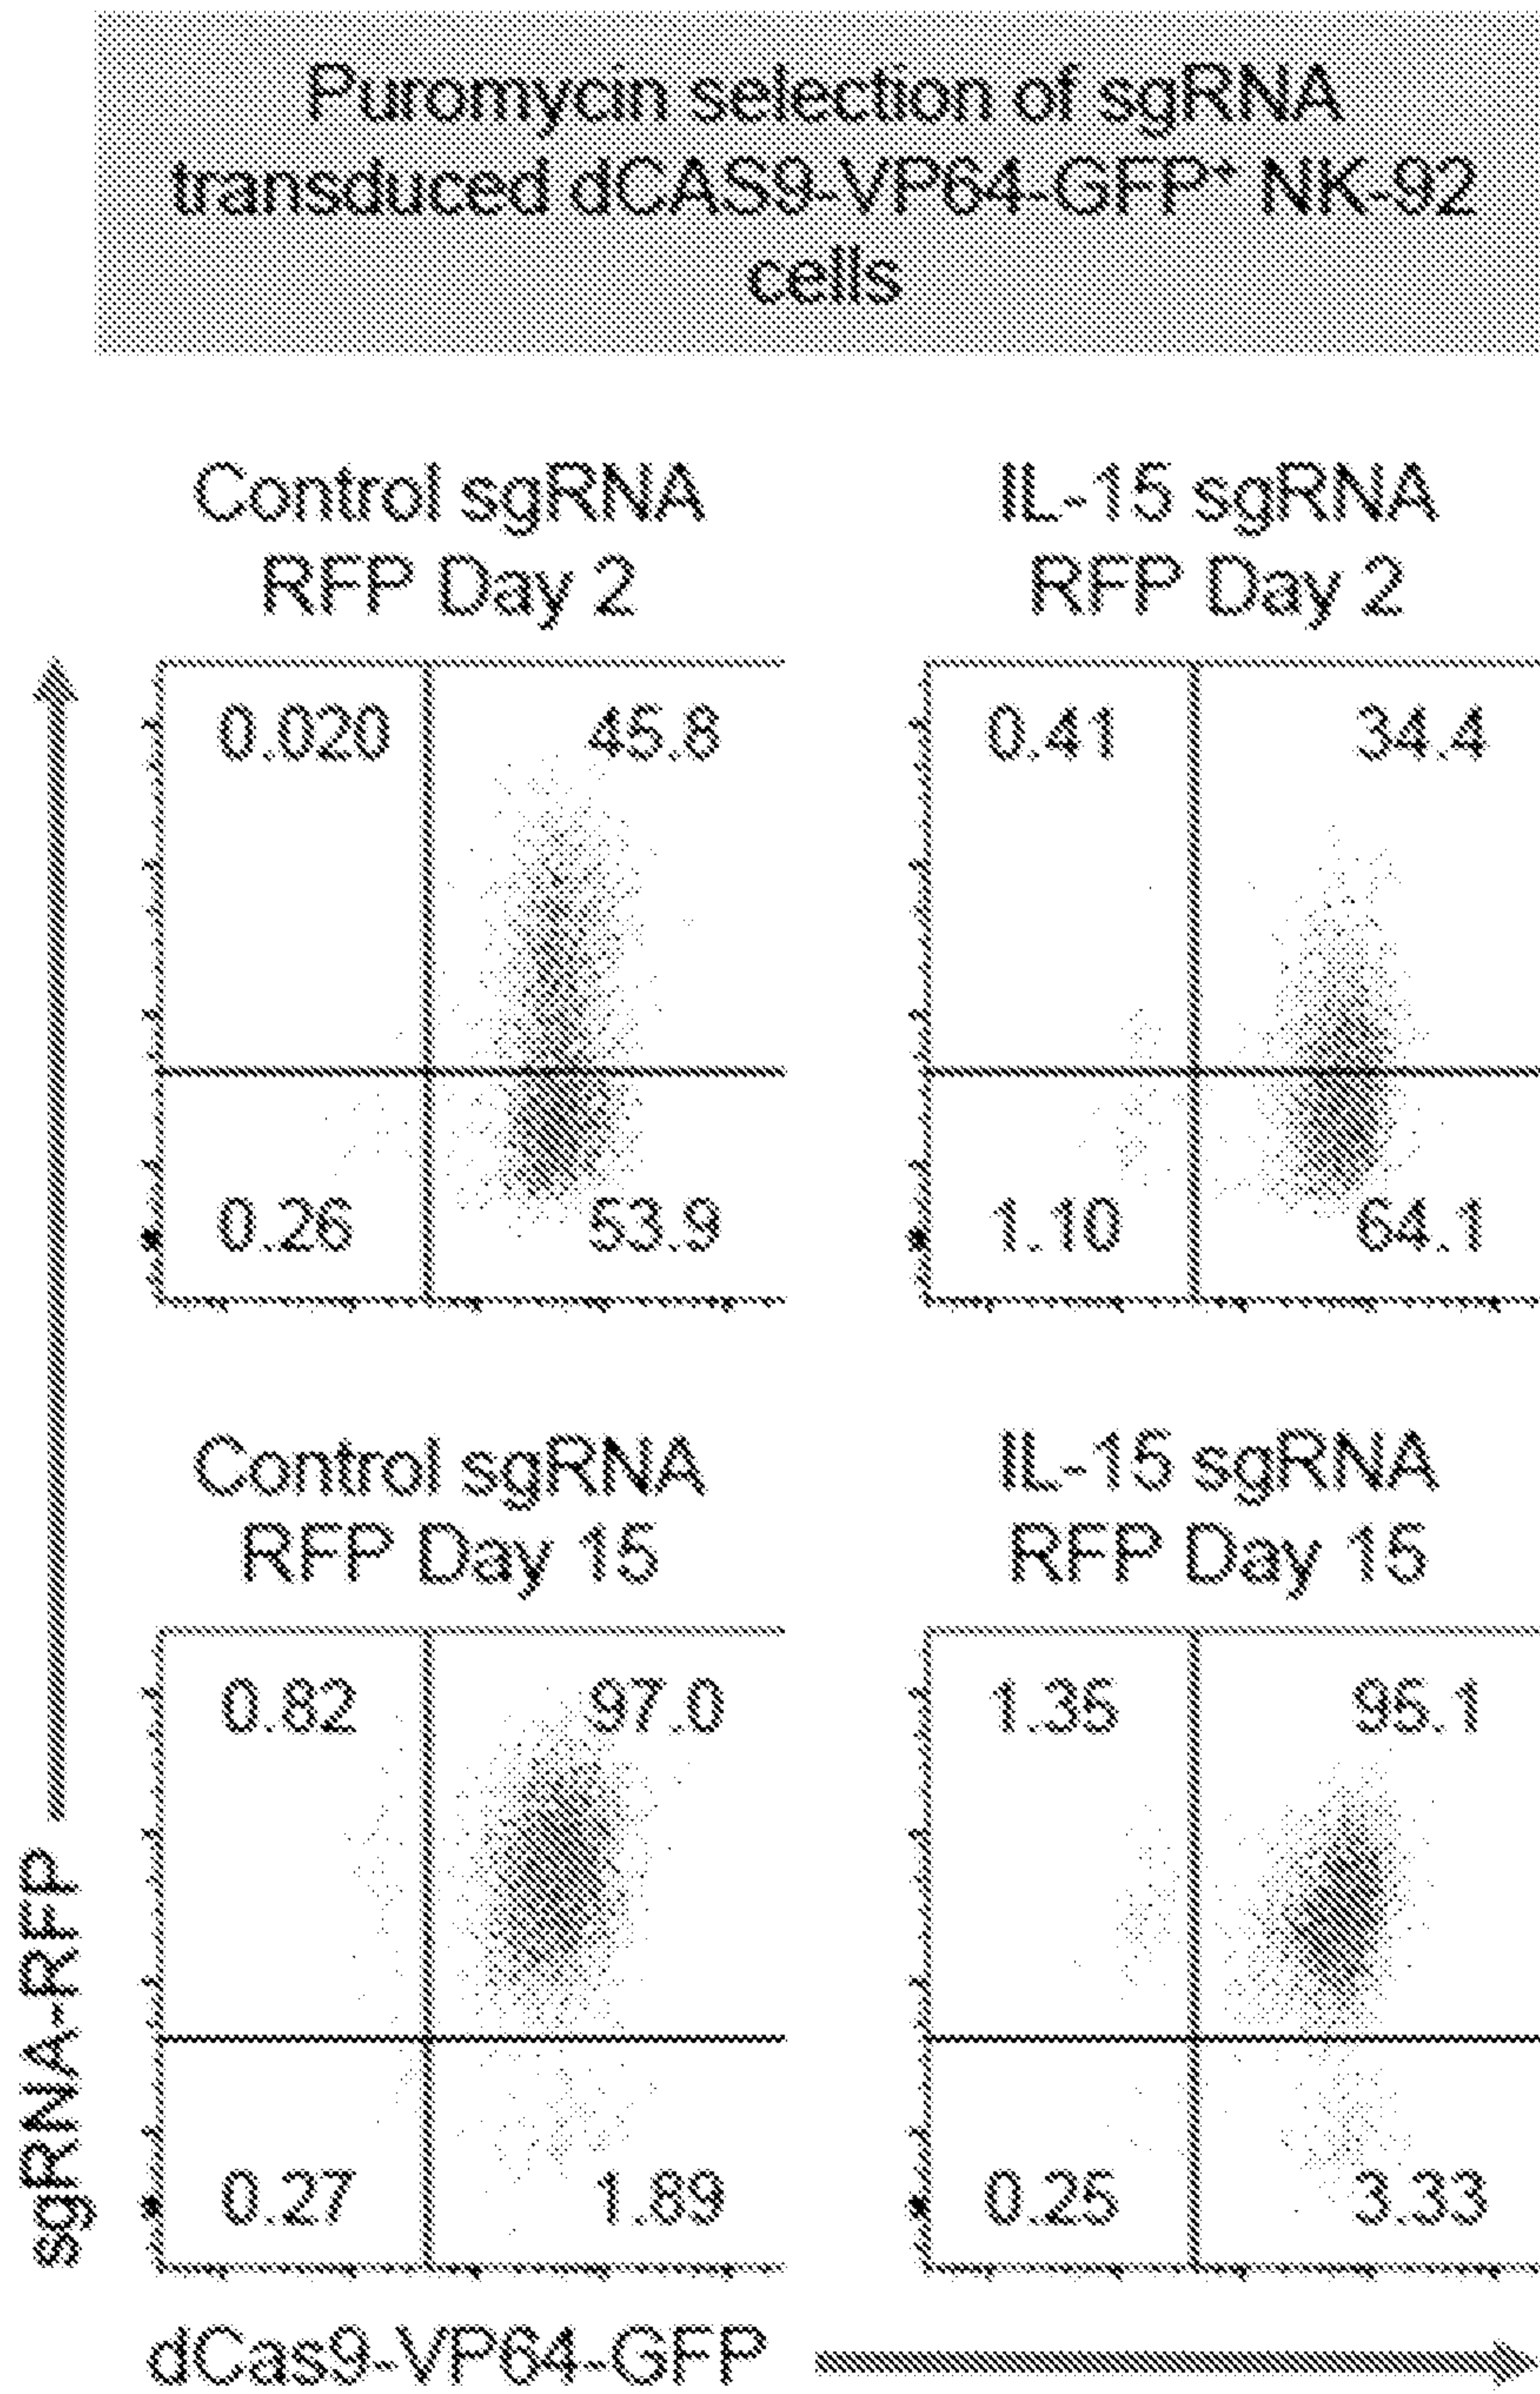 Puromycin selection of sgRNA
transduced dCAS9-VP64-GFP+ NK-92
cells
Control sgRNA
RFP Day 2
IL-15 sgRNA
RFP Day 2
0.020
45.8
0.41
34.4
0.26
53.9
1.10
64.1
Control sgRNA
RFP Day 15
IL-15 sgRNA
RFP Day 15
0.82
97.0
1.35
95.1
0.27
1.89
0.25
3.33
sgRNA-RFP
dCas9-VP64-GFP